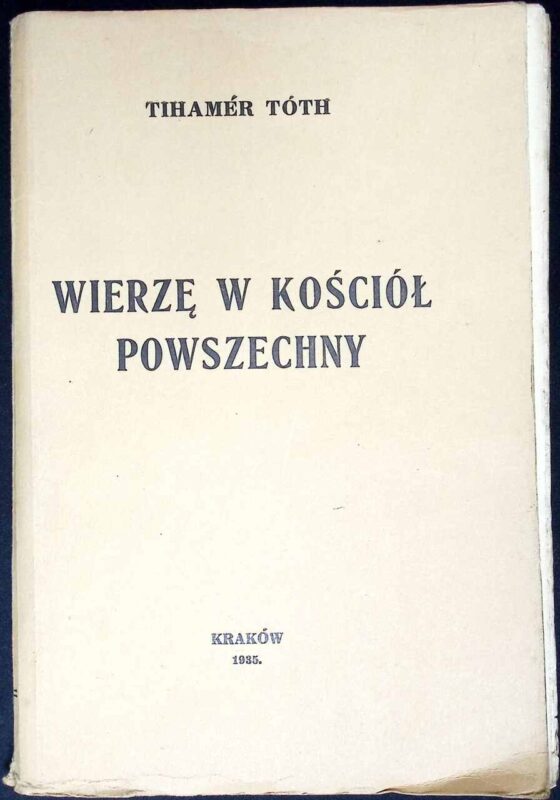 TIHAMÉR TÓTH
WIERZĘ W KOŚCIÓŁ
POWSZECHNY
KRAKÓW
1935.